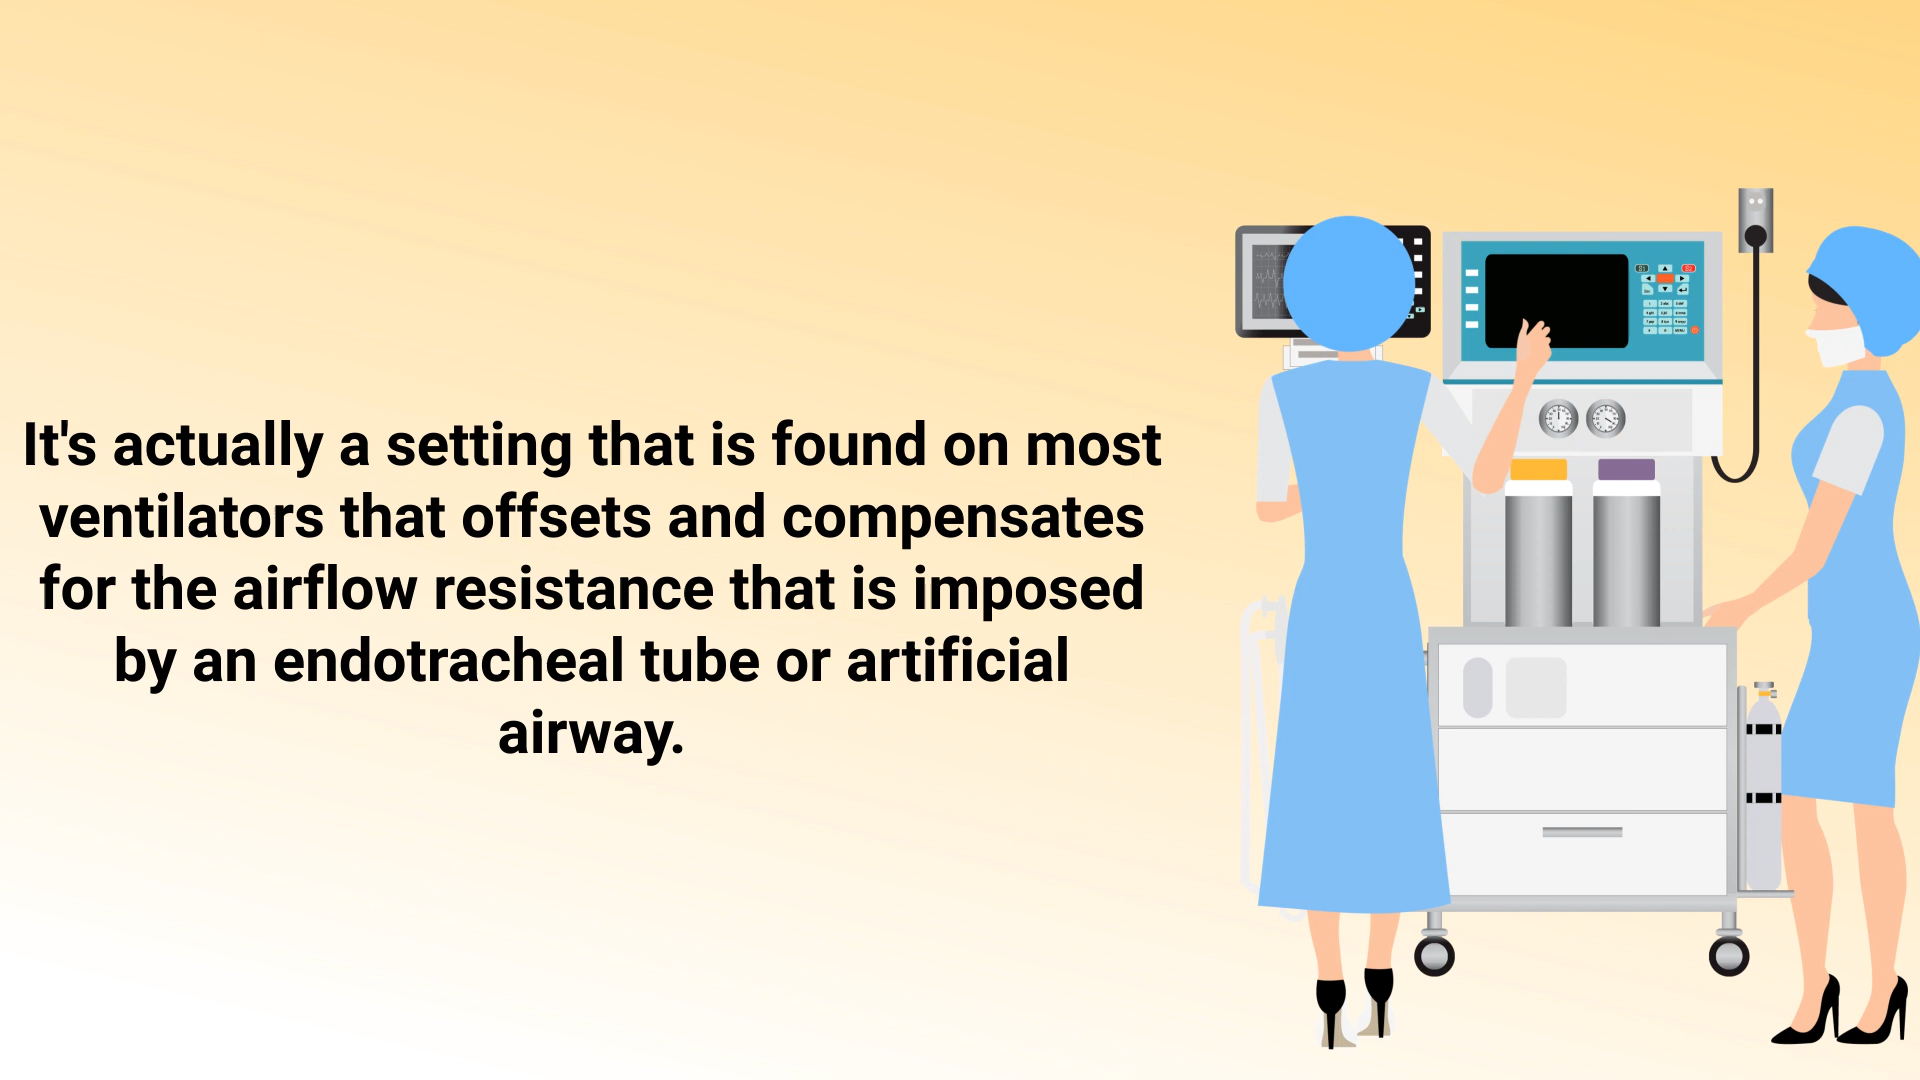 It's actually a setting that is found on most
ventilators that offsets and compensates
for the airflow resistance that is imposed
by an endotracheal tube or artificial
airway.